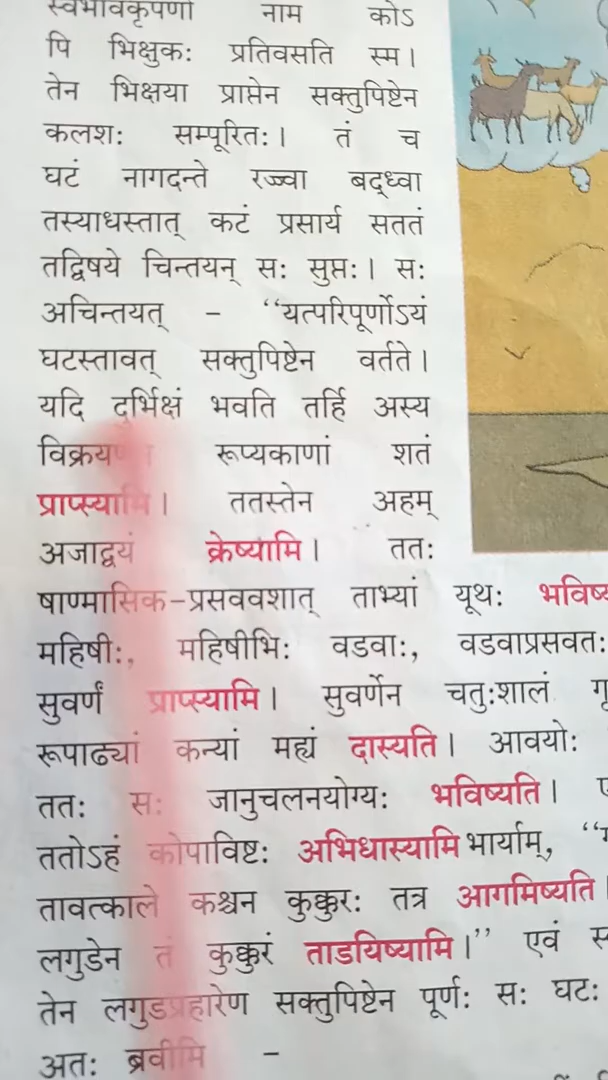 स्वभावकृपणो नाम कोऽ
पि भिक्षुकः प्रतिवसति स्म।
तेन भिक्षया प्राप्तेन सक्तुपिष्टेन
कलशः सम्पूरितः। तं च
घटं नागदन्ते रज्ज्वा बद्ध्वा
तस्याधस्तात् कटं प्रसार्य सततं
तद्विषये चिन्तयन् सः सुप्तः। सः
अचिन्तयत् - “यत्परिपूर्णोऽयं
घटस्तावत् सक्तुपिष्टेन वर्तते।
यदि दुर्भिक्षं भवति तर्हि अस्य
रूप्यकाणां शतं
प्राप्स्यामि। ततस्तेन अहम्
अजाद्वयं क्रेष्यामि। ततः
षाण्मासिक-प्रसववशात् ताभ्यां यूथः
महिषीः, महिषीभिः वडवाः, वडवाप्रसवतः
सुवर्णं प्राप्स्यामि। सुवर्णेन चतुःशालं
रूपाढ्यां कन्यां मह्यं दास्यति। आवयोः
ततः सः जानुचलनयोग्यः भविष्यति।
ततोऽहं कोपाविष्टः अभिधास्यामि भार्याम्,
तावत्काले कश्चन कुक्कुरः तत्र आगमिष्यति।
लगुडेन तं कुक्कुरं ताडयिष्यामि।” एवं
तेन लगुडप्रहारेण सक्तुपिष्टेन पूर्णः सः घटः
अतः ब्रवीमि -